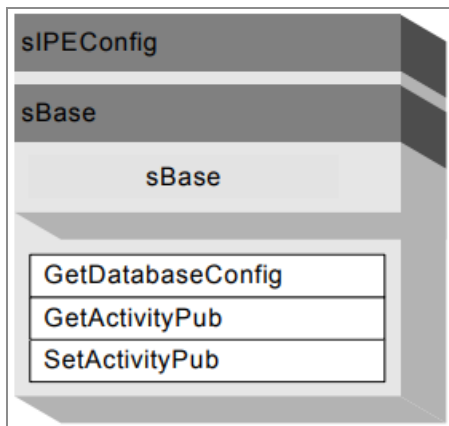 sIPEConfig
sBase
sBase
GetDatabaseConfig
GetActivityPub
SetActivityPub